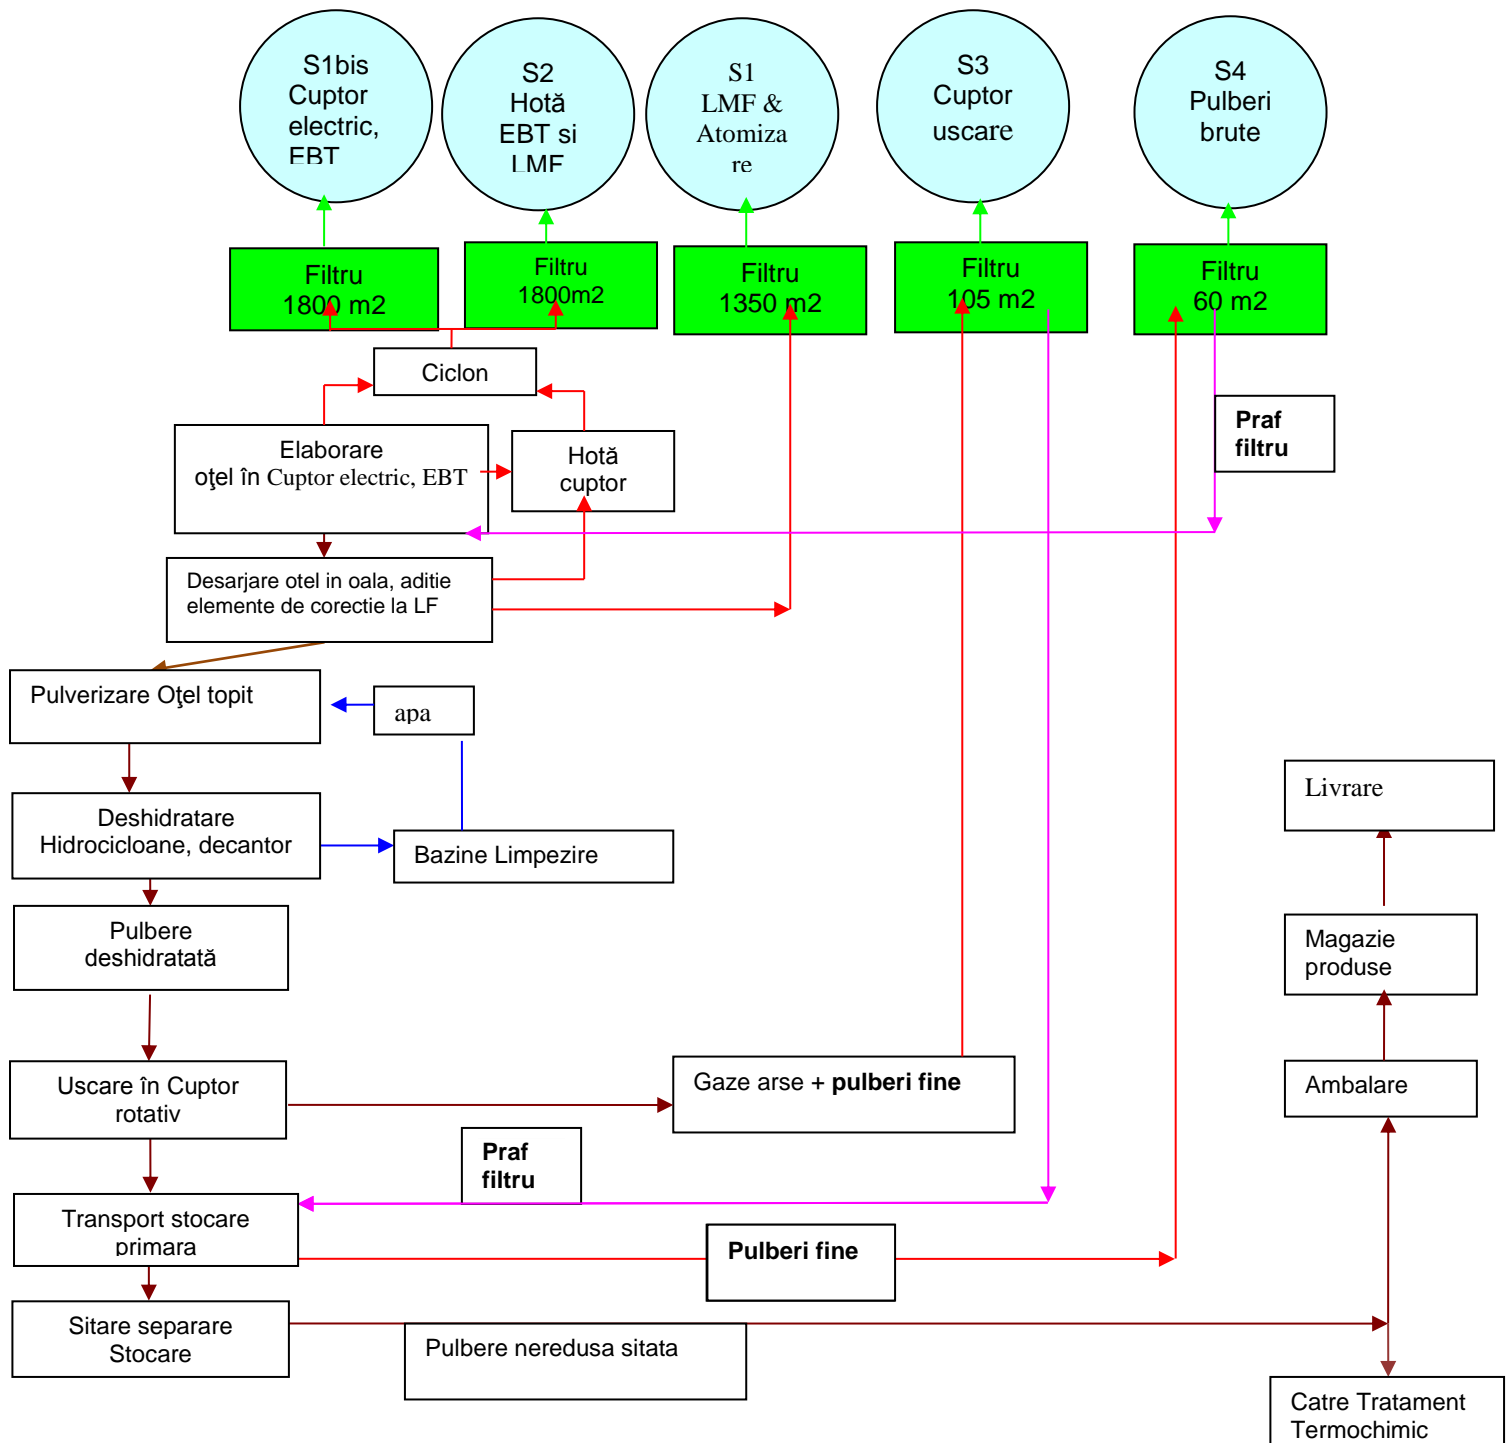 S1bis
Cuptor
electric,
EBT
S2
Hotă
EBT si
LMF
S1
LMF &
Atomiza
re
S3
Cuptor
uscare
S4
Pulberi
brute
Filtru
1800 m2
Filtru
1800m2
Filtru
1350 m2
Filtru
105 m2
Filtru
60 m2
Ciclon
Praf
filtru
Elaborare
oţel în Cuptor electric, EBT
Hotă
cuptor
Desarjare otel in oala, aditie
elemente de corectie la LF
Pulverizare Oţel topit
apa
Livrare
Deshidratare
Hidrocicloane, decantor
Bazine Limpezire
Pulbere
deshidratată
Magazie
produse
Uscare în Cuptor
rotativ
Gaze arse + pulberi fine
Ambalare
Praf
filtru
Transport stocare
primara
Pulberi fine
Sitare separare
Stocare
Pulbere neredusa sitata
Catre Tratament
Termochimic